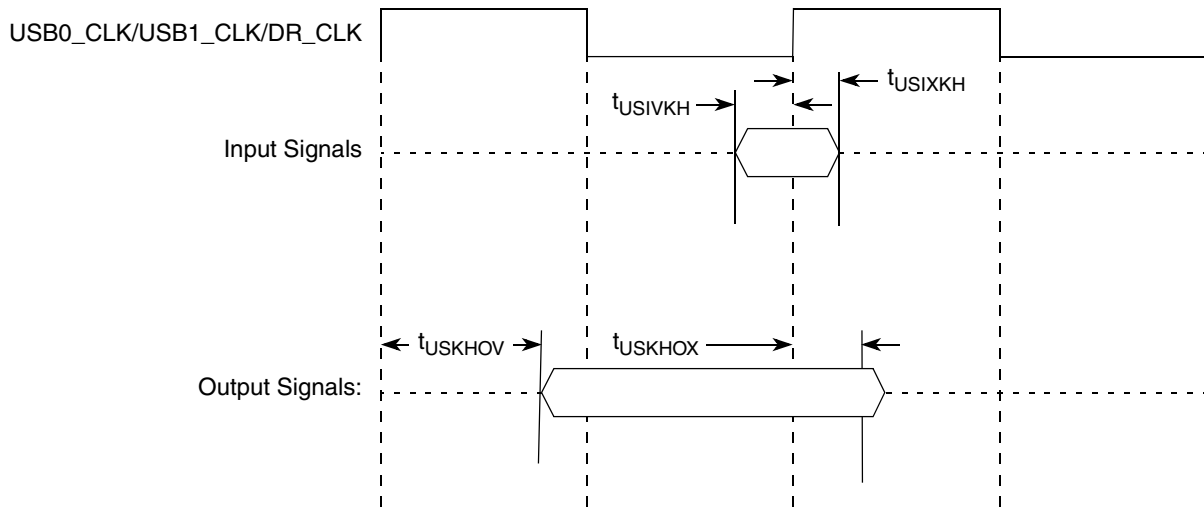 USB0_CLK/USB1_CLK/DR_CLK
tUSIXKH
tUSIVKH
Input Signals
tUSKHOV
tUSKHOX
Output Signals: